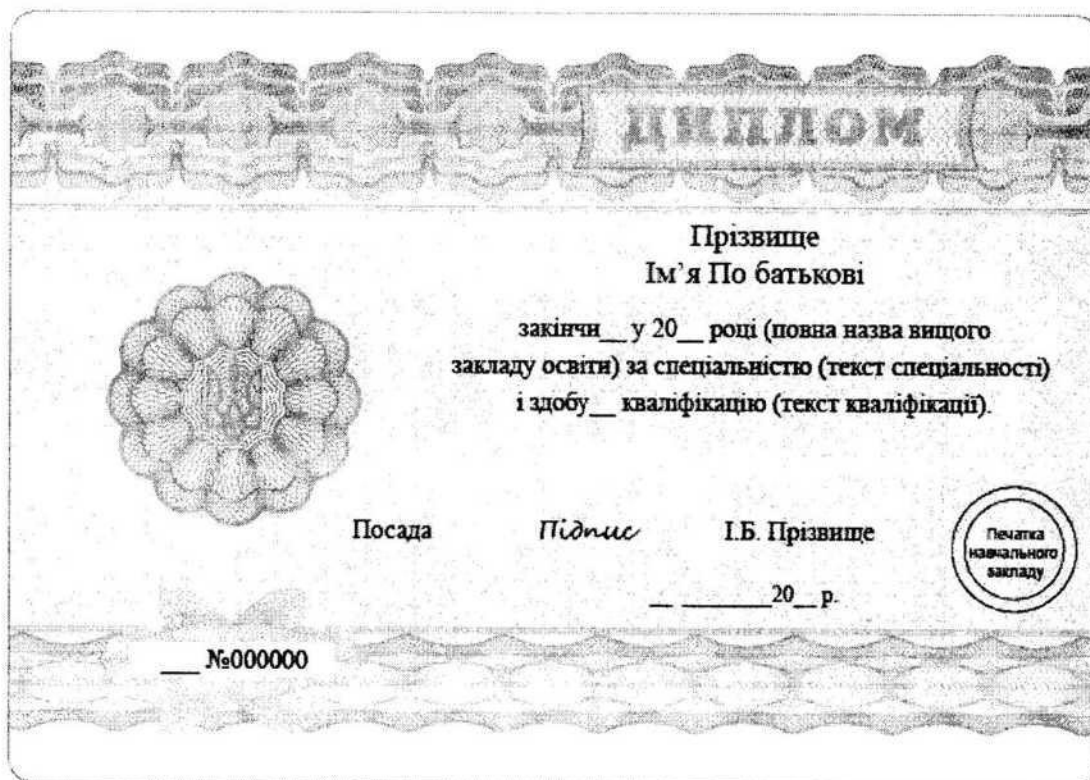 ДИПЛОМ
Прізвище
Ім’я По батькові
закінчи__ у 20__ році (повна назва вищого
закладу освіти) за спеціальністю (текст спеціальності)
і здобу__ кваліфікацію (текст кваліфікації).
Посада Підпис І.Б. Прізвище
Печатка
навчального
закладу
__ _______20__ р.
___ №000000